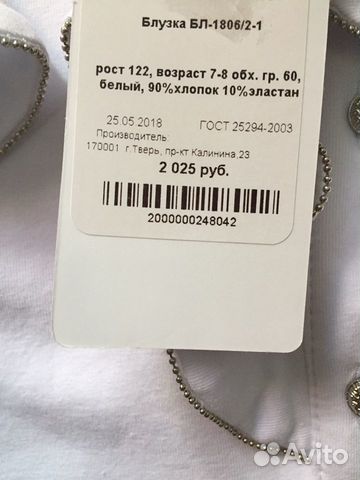 Блузка БЛ-1806/2-1
рост 122, возраст 7-8 обх. гр. 60,
белый, 90%хлопок 10%эластан
25.05.2018 ГОСТ 25294-2003
Производитель:
170001 г.Тверь, пр-кт Калинина,23
2 025 руб.
2000000248042
Avito